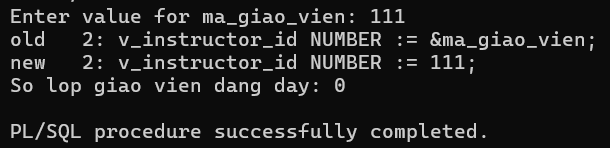 Enter value for ma_giao_vien: 111
old   2: v_instructor_id NUMBER := &ma_giao_vien;
new   2: v_instructor_id NUMBER := 111;
So lop giao vien dang day: 0
PL/SQL procedure successfully completed.